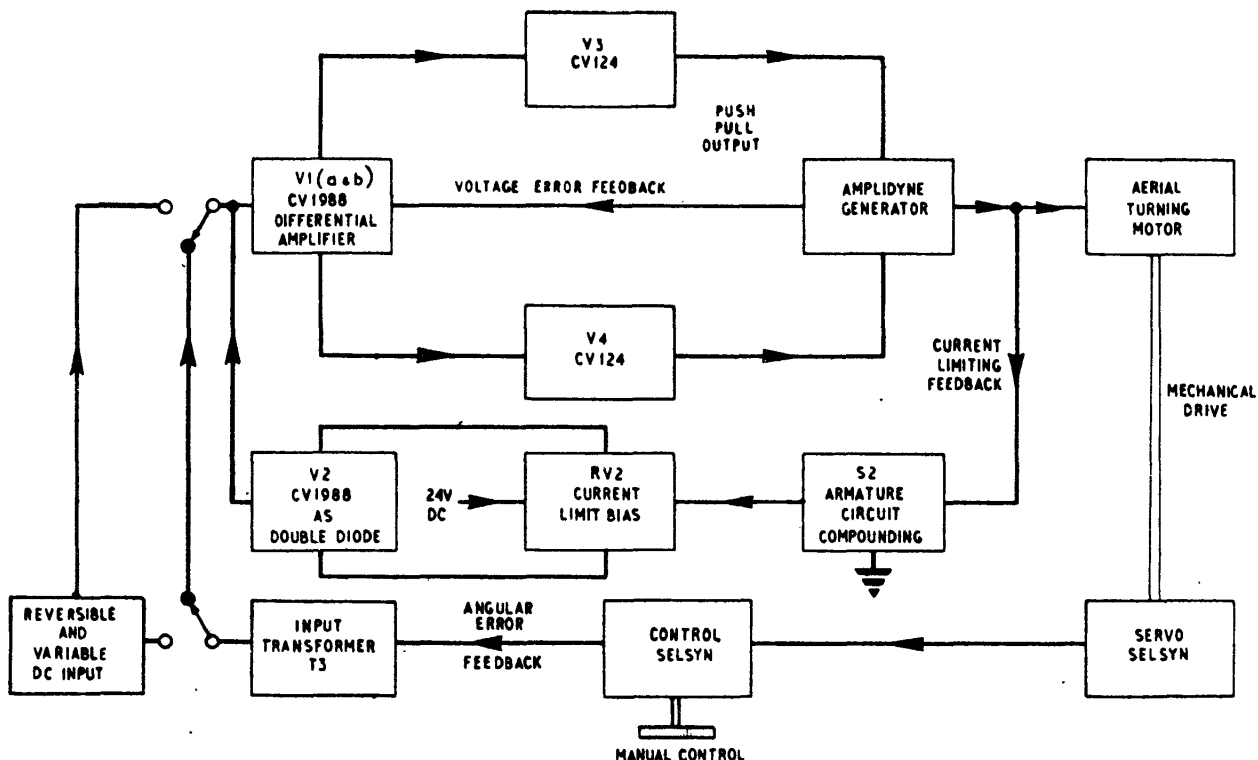 V3
CV124
PUSH
PULL
OUTPUT
V1(a&b)
CV1988
DIFFERENTIAL
AMPLIFIER
VOLTAGE ERROR FEEDBACK
AMPLIDYNE
GENERATOR
AERIAL
TURNING
MOTOR
V4
CV124
CURRENT
LIMITING
FEEDBACK
MECHANICAL
DRIVE
V2
CV1988
AS
DOUBLE DIODE
24V
DC
RV2
CURRENT
LIMIT BIAS
S2
ARMATURE
CIRCUIT
COMPOUNDING
REVERSIBLE
AND
VARIABLE
DC INPUT
INPUT
TRANSFORMER
T3
ANGULAR
ERROR
FEEDBACK
CONTROL
SELSYN
SERVO
SELSYN
MANUAL CONTROL